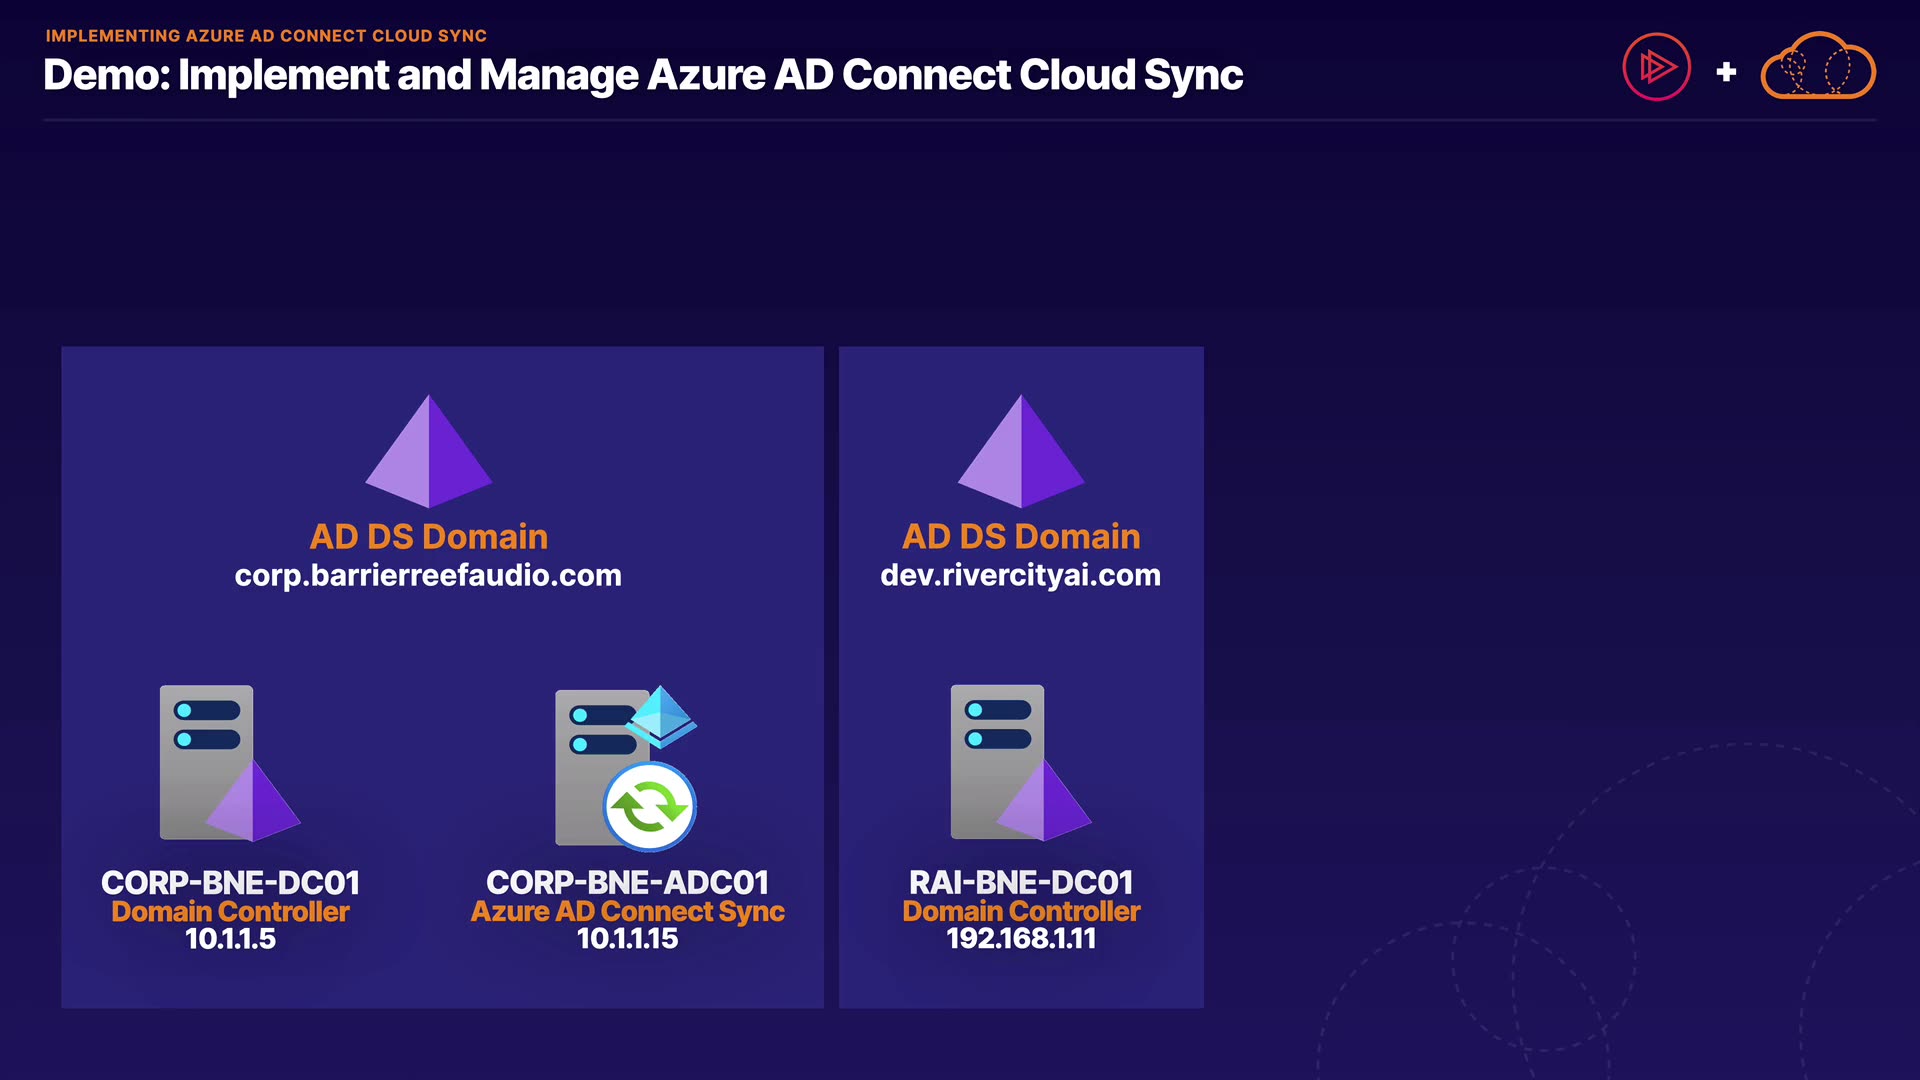 IMPLEMENTING AZURE AD CONNECT CLOUD SYNC
Demo: Implement and Manage Azure AD Connect Cloud Sync
AD DS Domain
corp.barrierreefaudio.com
CORP-BNE-DC01
Domain Controller
10.1.1.5
CORP-BNE-ADC01
Azure AD Connect Sync
10.1.1.15
AD DS Domain
dev.rivercityai.com
RAI-BNE-DC01
Domain Controller
192.168.1.11